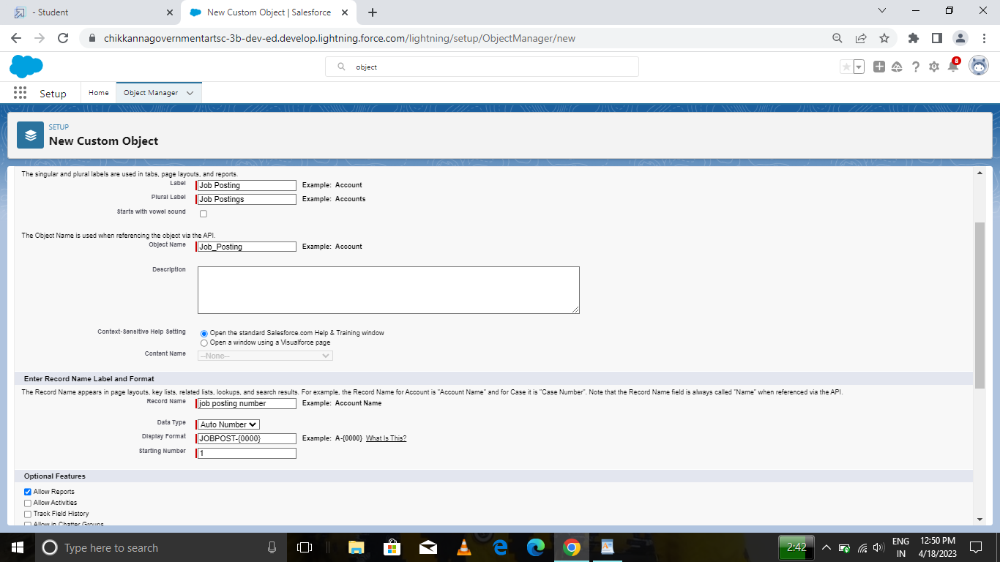 - Student
New Custom Object | Salesforce
chikkannagovernmentartsc-3b-dev-ed.develop.lightning.force.com/lightning/setup/ObjectManager/new
object
8
Setup
Home
Object Manager
SETUP
New Custom Object
The singular and plural labels are used in tabs, page layouts, and reports.
Label Job Posting Example: Account
Plural Label Job Postings Example: Accounts
Starts with vowel sound
The Object Name is used when referencing the object via the API.
Object Name Job_Posting Example: Account
Description
Context-Sensitive Help Setting Open the standard Salesforce.com Help & Training window
Open a window using a Visualforce page
Content Name --None--
Enter Record Name Label and Format
The Record Name appears in page layouts, key lists, related lists, lookups, and search results. For example, the Record Name for Account is "Account Name" and for Case it is "Case Number". Note that the Record Name field is always called "Name" when referenced via the API.
Record Name job posting number Example: Account Name
Data Type Auto Number
Display Format JOBPOST-{0000} Example: A-{0000} What Is This?
Starting Number 1
Optional Features
Allow Reports
Allow Activities
Track Field History
Allow in Chatter Groups
Type here to search
2:42
ENG
IN
12:50 PM
4/18/2023